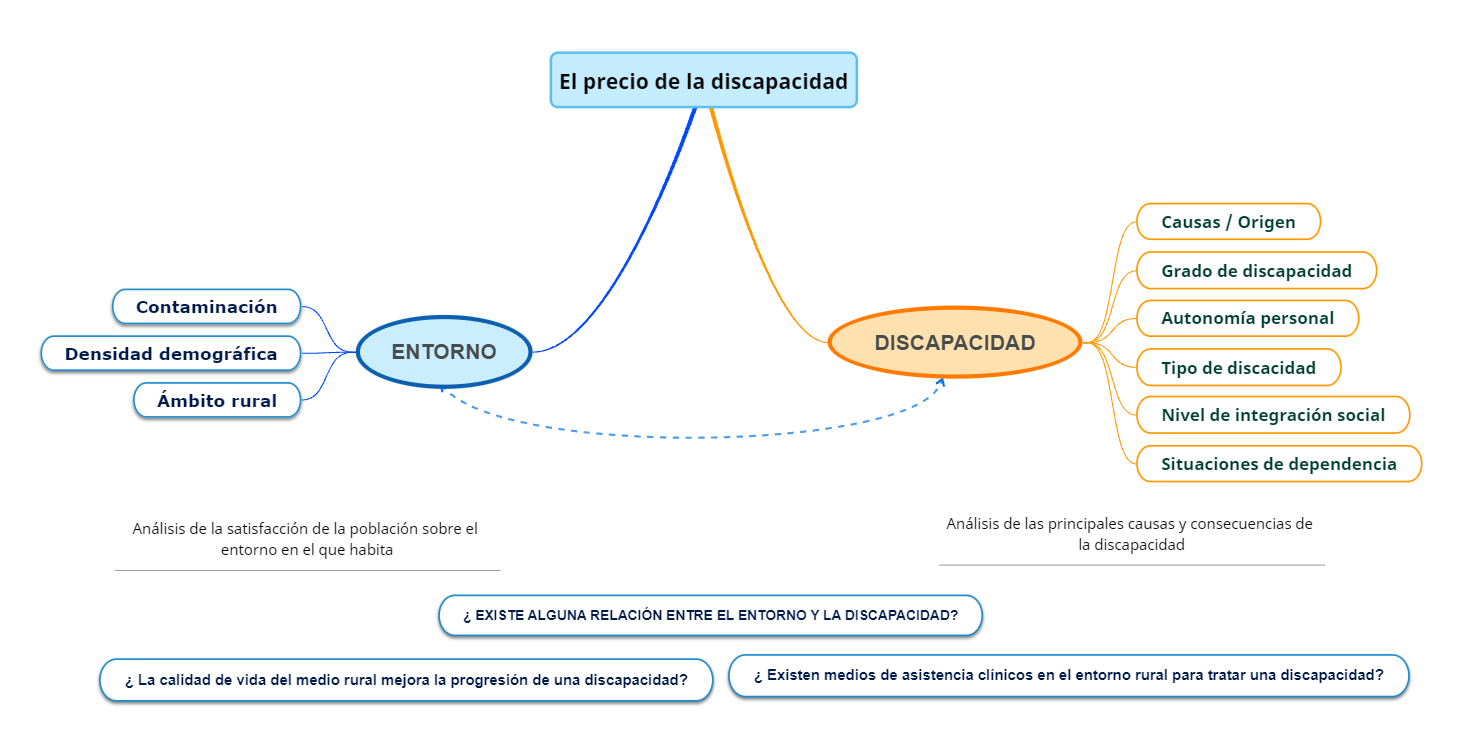 El precio de la discapacidad
ENTORNO
Contaminación
Densidad demográfica
Ámbito rural
DISCAPACIDAD
Causas / Origen
Grado de discapacidad
Autonomía personal
Tipo de discacidad
Nivel de integración social
Situaciones de dependencia
Análisis de la satisfacción de la población sobre el
entorno en el que habita
Análisis de las principales causas y consecuencias de
la discapacidad
¿ EXISTE ALGUNA RELACIÓN ENTRE EL ENTORNO Y LA DISCAPACIDAD?
¿ La calidad de vida del medio rural mejora la progresión de una discapacidad?
¿ Existen medios de asistencia clínicos en el entorno rural para tratar una discapacidad?